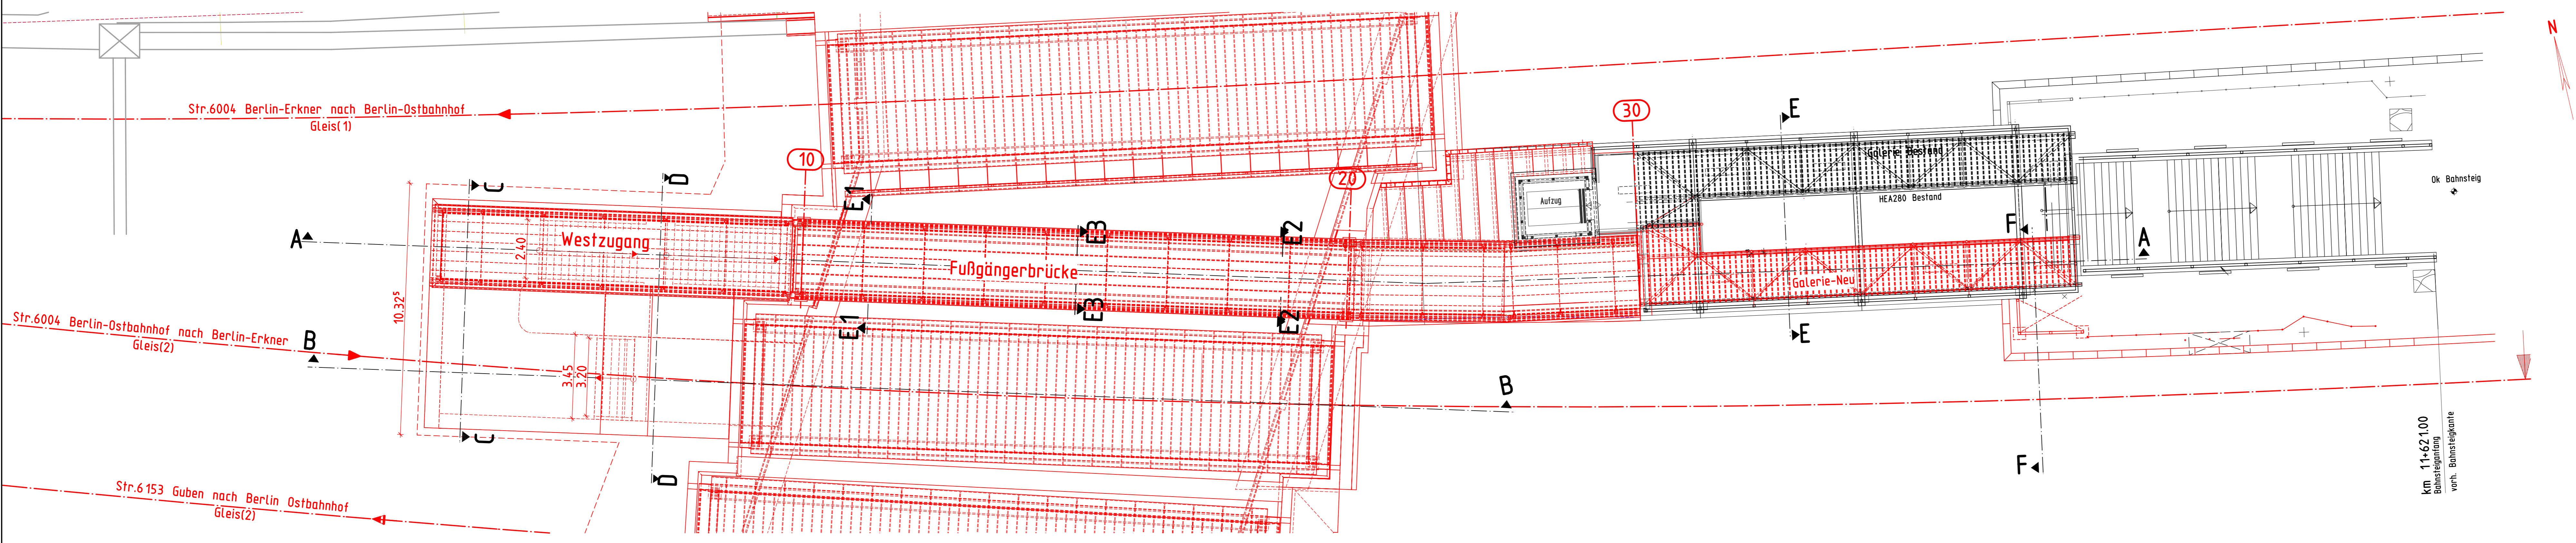 N
Str.6004 Berlin-Erkner nach Berlin-Ostbahnhof
Gleis(1)
10
20
30
E
Galerie Bestand
HEA280 Bestand
Ok Bahnsteig
Aufzug
C
D
E1
E3
E2
F
A
A
Westzugang
2.40
Fußgängerbrücke
Galerie-Neu
10.32⁵
Str.6004 Berlin-Ostbahnhof nach Berlin-Erkner
Gleis(2)
B
E1
E3
E2
E
3.45
3.20
B
C
D
F
Str.6153 Guben nach Berlin Ostbahnhof
Gleis(2)
km 11+621.00
Bahnsteiganfang
vorh. Bahnsteigkante